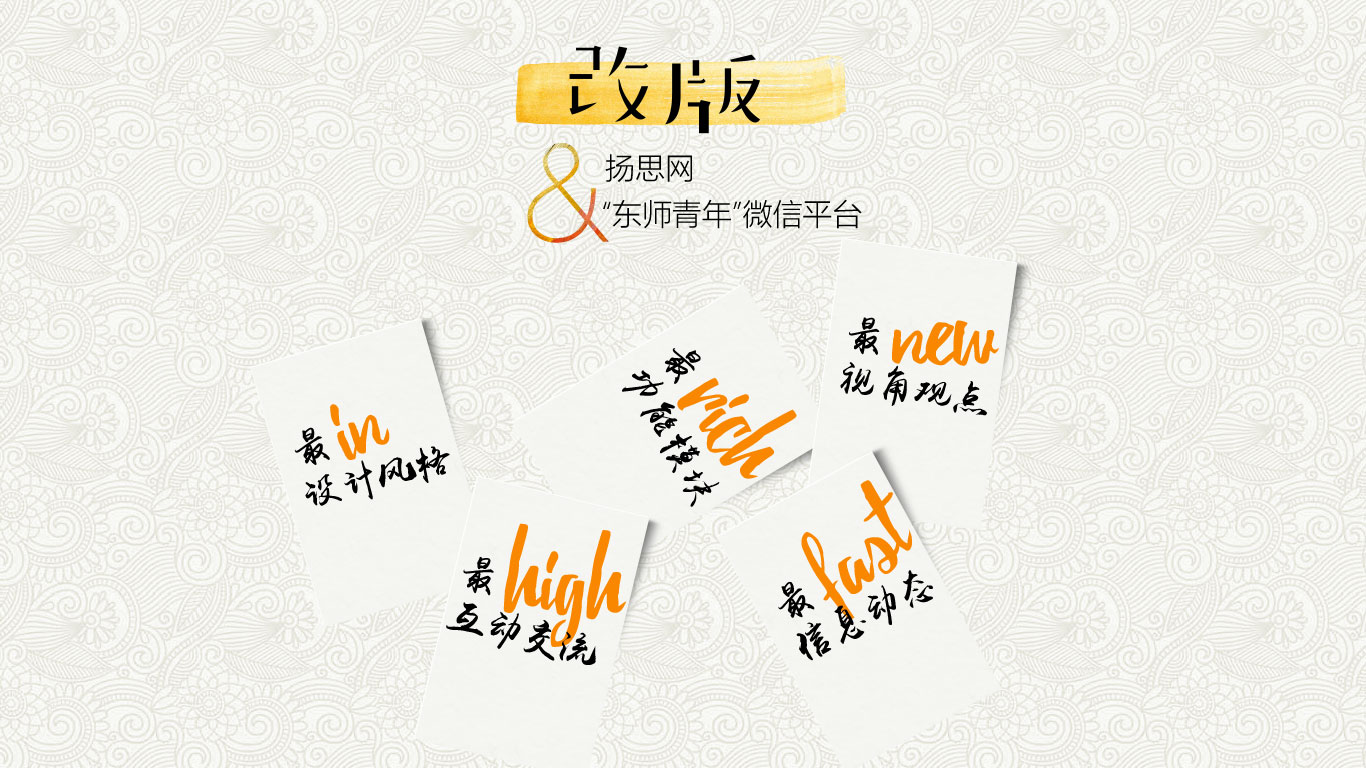 改版
&
扬思网
“东师青年”微信平台
最in
设计风格
最rich
功能模块
最new
视角观点
最high
互动交流
最fast
信息动态